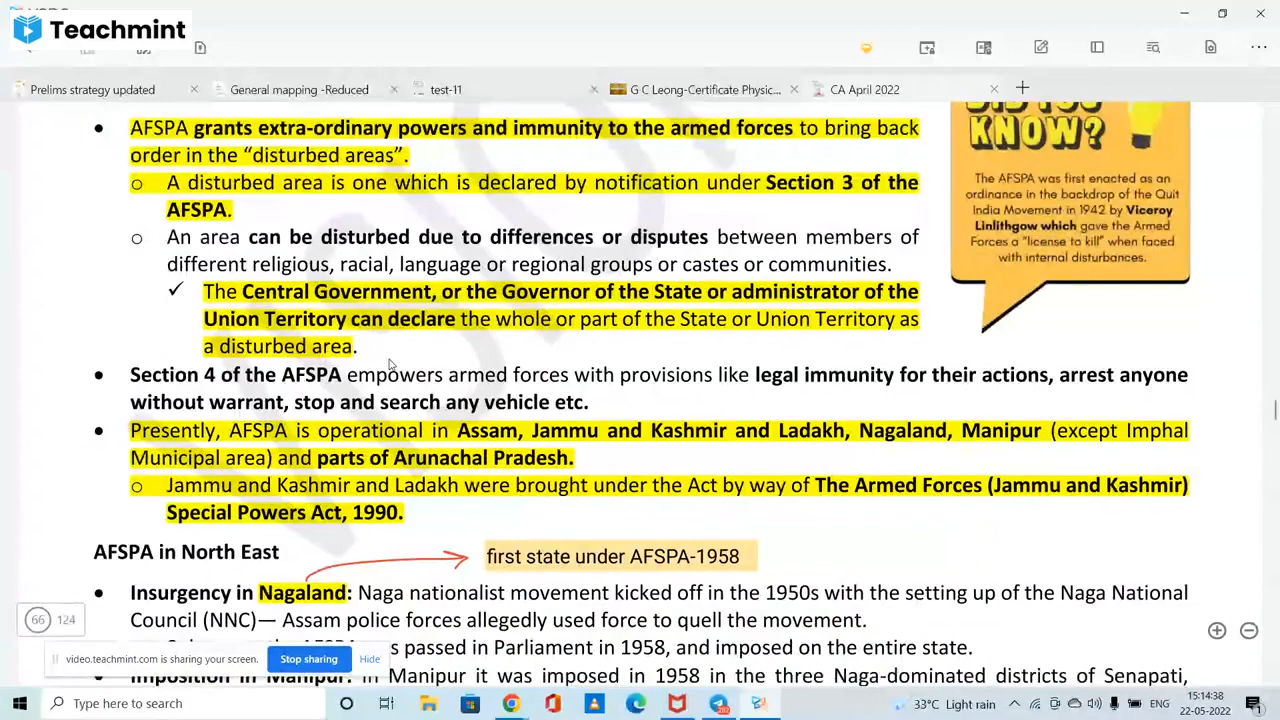 Teachmint
Prelims strategy updated
General mapping -Reduced
test-11
G C Leong-Certificate Physic...
CA April 2022
• AFSPA grants extra-ordinary powers and immunity to the armed forces to bring back
order in the “disturbed areas”.
o A disturbed area is one which is declared by notification under Section 3 of the
AFSPA.
o An area can be disturbed due to differences or disputes between members of
different religious, racial, language or regional groups or castes or communities.
✓ The Central Government, or the Governor of the State or administrator of the
Union Territory can declare the whole or part of the State or Union Territory as
a disturbed area.
KNOW?
The AFSPA was first enacted as an
ordinance in the backdrop of the Quit
India Movement in 1942 by Viceroy
Linlithgow which gave the Armed
Forces a “license to kill” when faced
with internal disturbances.
• Section 4 of the AFSPA empowers armed forces with provisions like legal immunity for their actions, arrest anyone
without warrant, stop and search any vehicle etc.
• Presently, AFSPA is operational in Assam, Jammu and Kashmir and Ladakh, Nagaland, Manipur (except Imphal
Municipal area) and parts of Arunachal Pradesh.
o Jammu and Kashmir and Ladakh were brought under the Act by way of The Armed Forces (Jammu and Kashmir)
Special Powers Act, 1990.
AFSPA in North East
first state under AFSPA-1958
• Insurgency in Nagaland: Naga nationalist movement kicked off in the 1950s with the setting up of the Naga National
Council (NNC)— Assam police forces allegedly used force to quell the movement.
passed in Parliament in 1958, and imposed on the entire state.
• Imposition in Manipur: In Manipur it was imposed in 1958 in the three Naga-dominated districts of Senapati,
66 124
video.teachmint.com is sharing your screen. Stop sharing Hide
Type here to search
33°C Light rain
15:14:38
22-05-2022